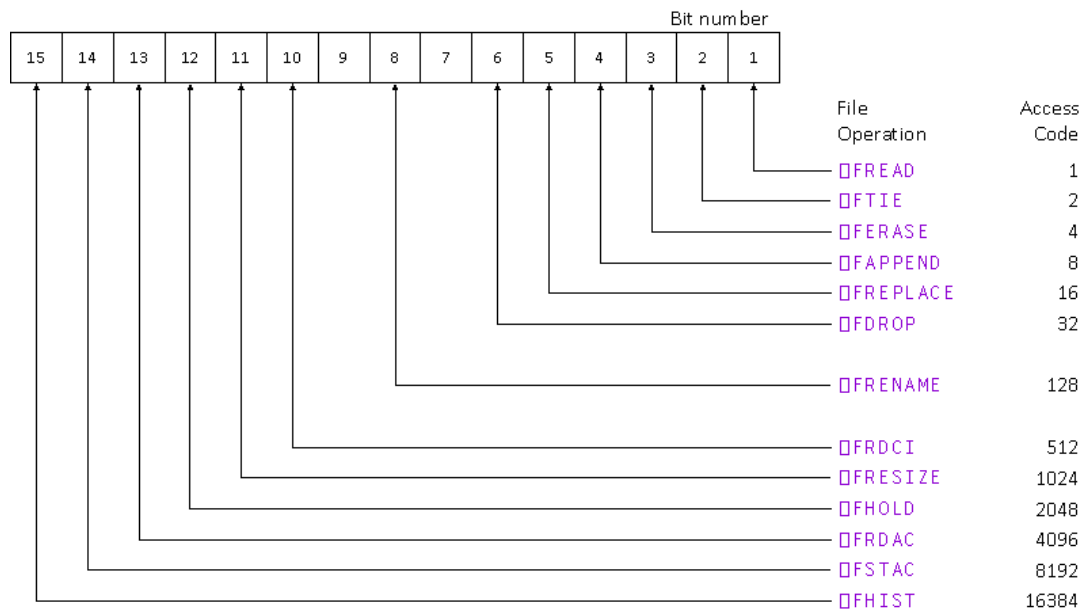 Bit number
15 14 13 12 11 10 9 8 7 6 5 4 3 2 1
File Access
Operation Code
⎕FREAD 1
⎕FTIE 2
⎕FERASE 4
⎕FAPPEND 8
⎕FREPLACE 16
⎕FDROP 32
⎕FRENAME 128
⎕FRDCI 512
⎕FRESIZE 1024
⎕FHOLD 2048
⎕FRDAC 4096
⎕FSTAC 8192
⎕FHIST 16384